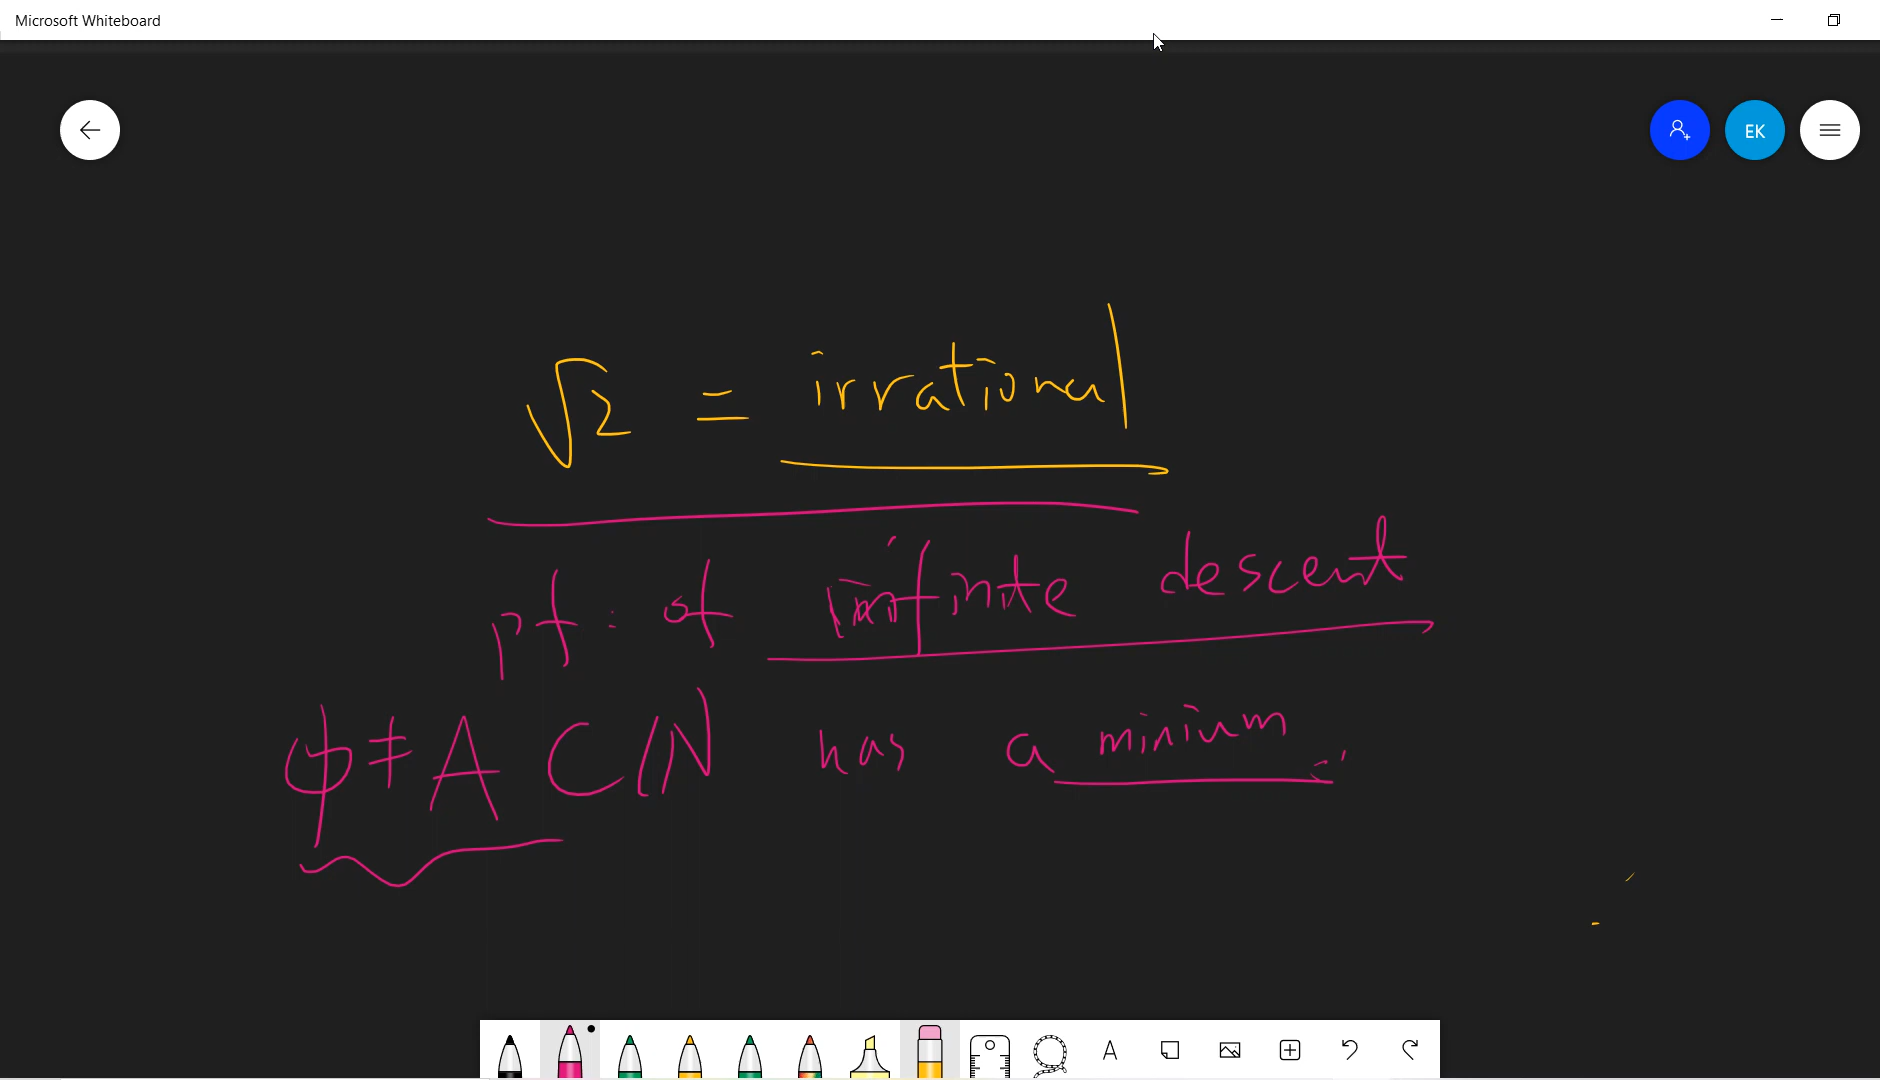 Microsoft Whiteboard
EK
√2 = irrational
pf : of infinite descent
ϕ ≠ A ⊂ ℕ has a minium
A